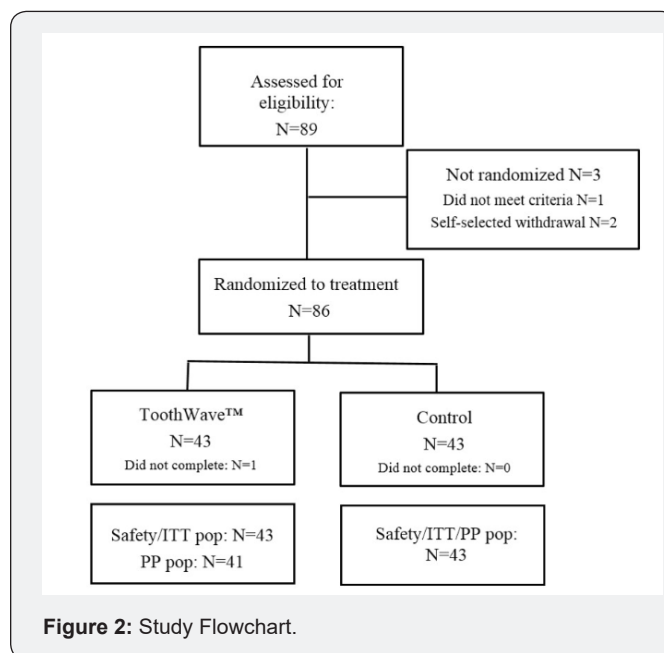 Assessed for
eligibility:
N=89
Not randomized N=3
Did not meet criteria N=1
Self-selected withdrawal N=2
Randomized to treatment
N=86
ToothWave™
N=43
Did not complete: N=1
Control
N=43
Did not complete: N=0
Safety/ITT pop: N=43
PP pop: N=41
Safety/ITT/PP pop:
N=43
Figure 2: Study Flowchart.